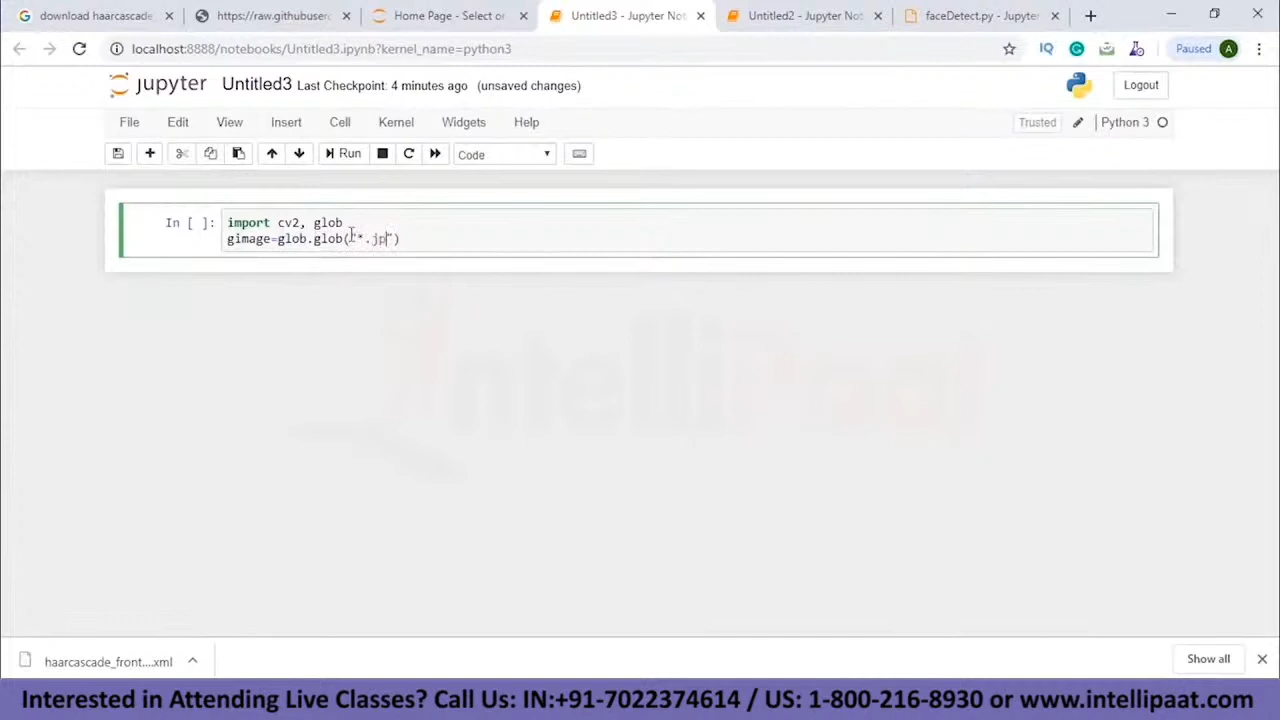 download haarcascade
https://raw.githubuserc
Home Page - Select or
Untitled3 - Jupyter Not
Untitled2 - Jupyter Not
faceDetect.py - Jupyter
localhost:8888/notebooks/Untitled3.ipynb?kernel_name=python3
IQ
Paused A
jupyter Untitled3 Last Checkpoint: 4 minutes ago (unsaved changes)
Logout
File Edit View Insert Cell Kernel Widgets Help
Trusted
Python 3
Run
Code
In [ ]: import cv2, glob
gimage=glob.glob("*.jp")
IntelliPaat
haarcascade_front....xml
Show all
Interested in Attending Live Classes? Call Us: IN:+91-7022374614 / US: 1-800-216-8930 or www.intellipaat.com